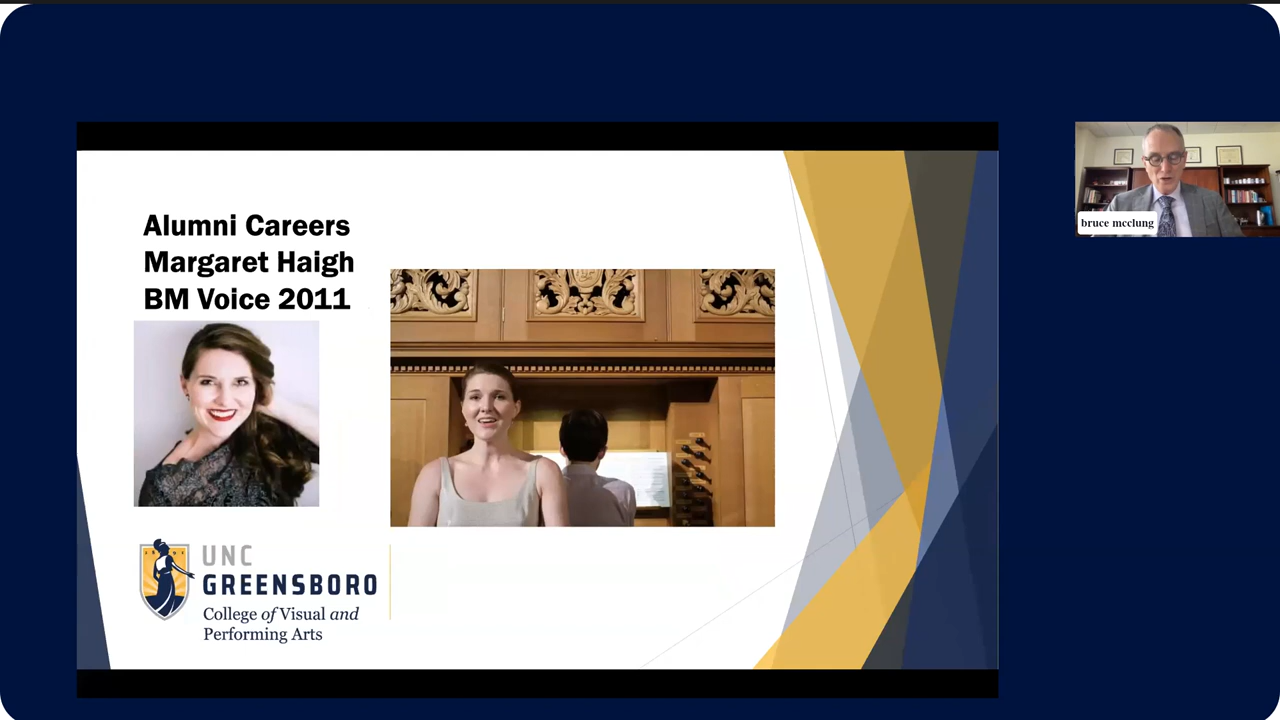 Alumni Careers
Margaret Haigh
BM Voice 2011
UNC
GREENSBORO
College of Visual and
Performing Arts
bruce mcclung